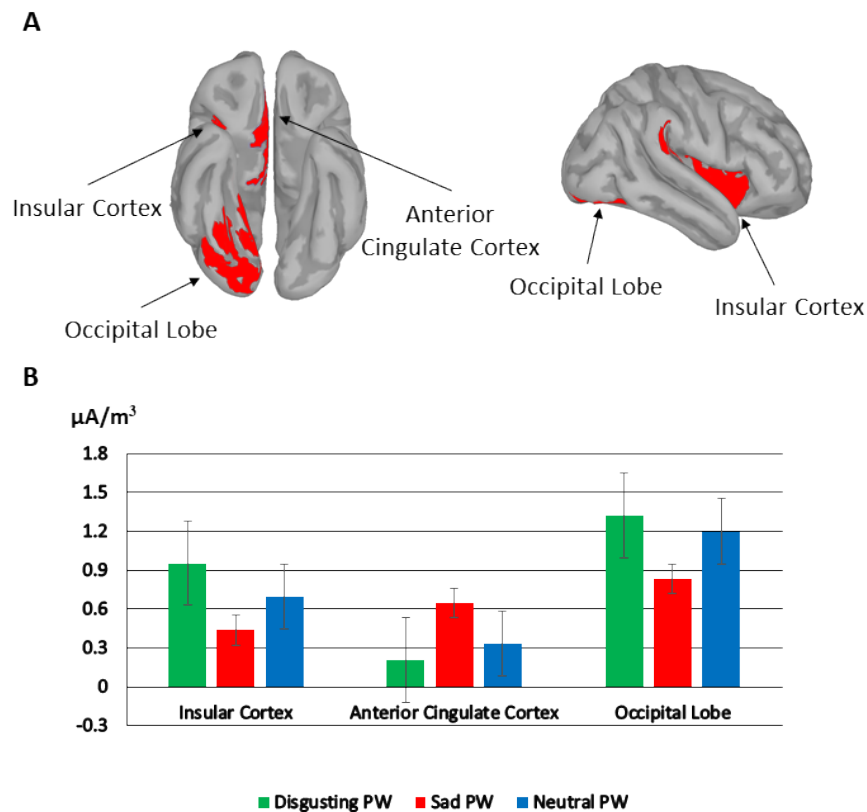 A
Insular Cortex
Anterior
Cingulate Cortex
Occipital Lobe
Occipital Lobe
Insular Cortex
B
µA/m³
1.8
1.5
1.2
0.9
0.6
0.3
0
-0.3
Insular Cortex Anterior Cingulate Cortex Occipital Lobe
Disgusting PW Sad PW Neutral PW